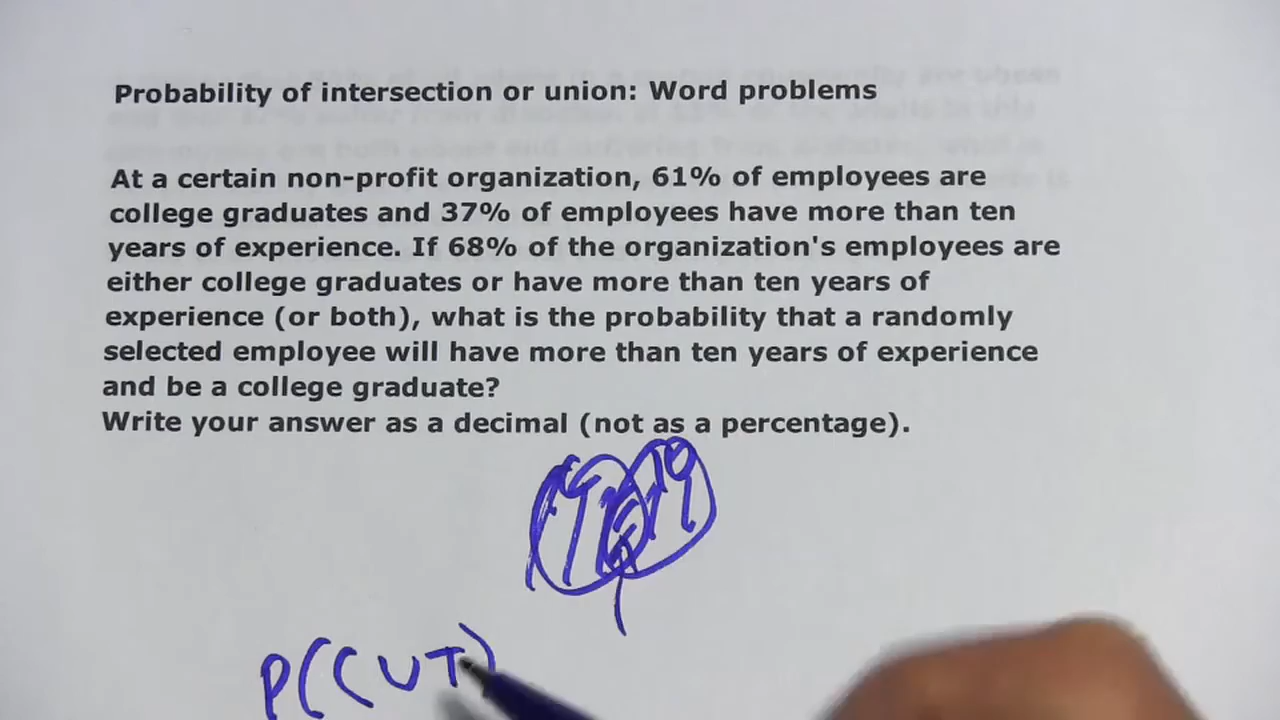 Probability of intersection or union: Word problems
At a certain non-profit organization, 61% of employees are
college graduates and 37% of employees have more than ten
years of experience. If 68% of the organization's employees are
either college graduates or have more than ten years of
experience (or both), what is the probability that a randomly
selected employee will have more than ten years of experience
and be a college graduate?
Write your answer as a decimal (not as a percentage).
P(CUT)